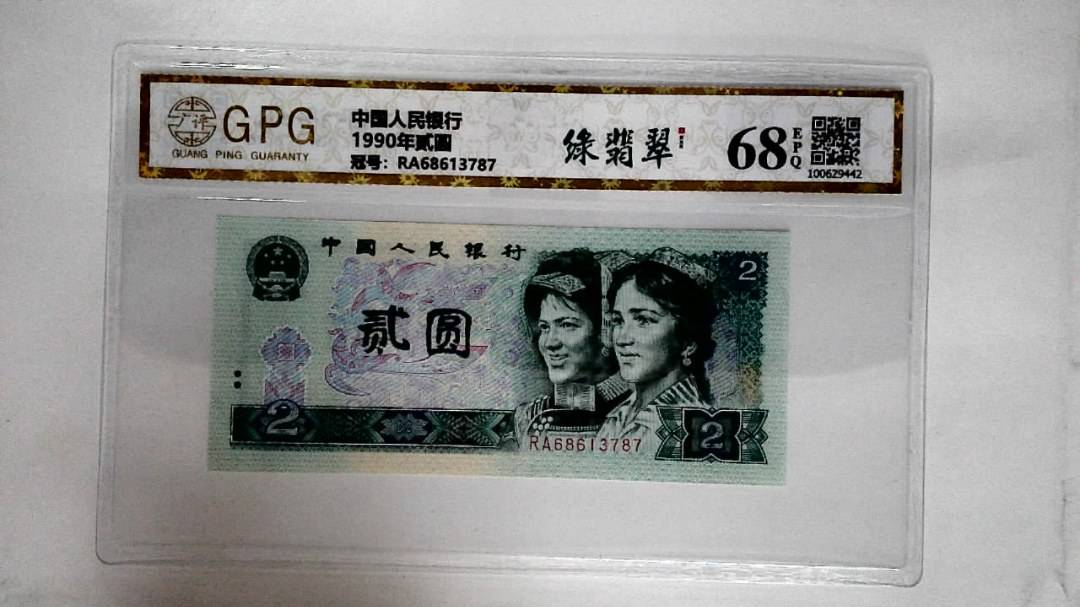 广评
GPG
GUANG PING GUARANTY
中国人民银行
1990年贰圆
冠号: RA68613787
绿翡翠
68
EPQ
100629442
中国人民银行
2
贰圆
2
RA68613787
2